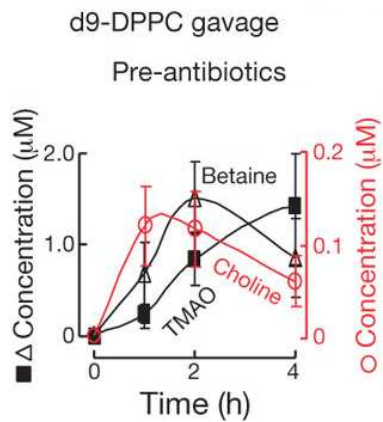 d9-DPPC gavage
Pre-antibiotics
■ △ Concentration (μM)
2.0
1.0
0
Betaine
Choline
TMAO
0.2
0.1
0
○ Concentration (μM)
0
2
4
Time (h)